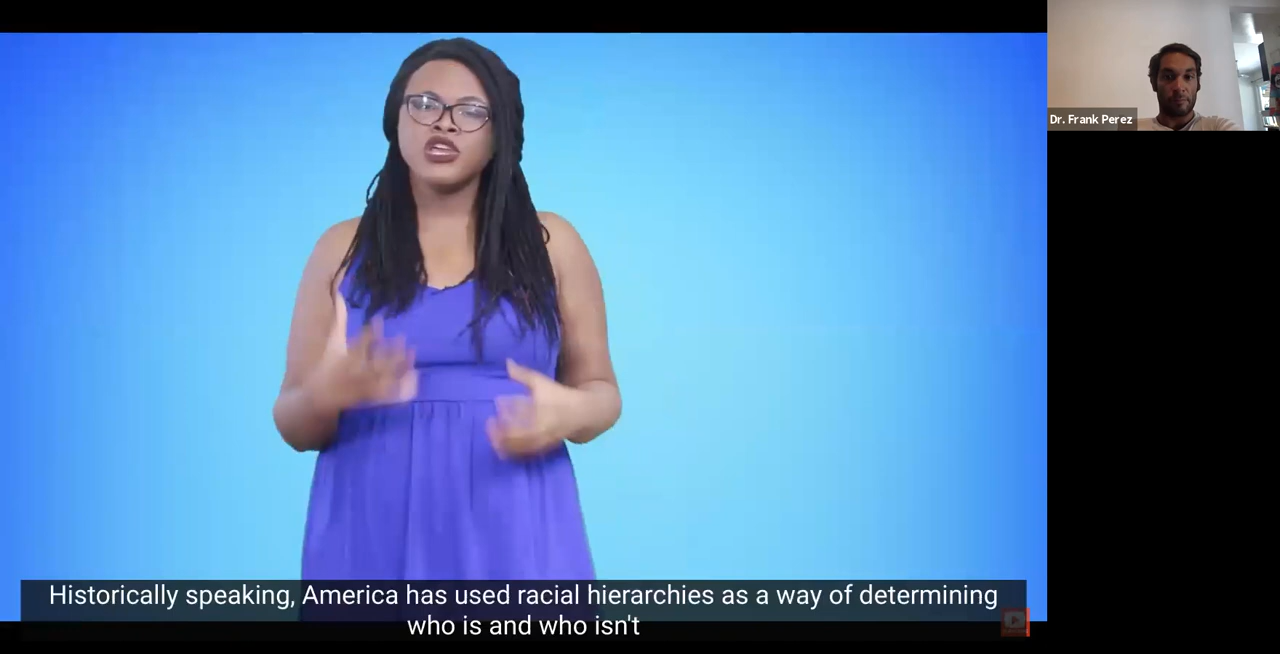 Dr. Frank Perez
Historically speaking, America has used racial hierarchies as a way of determining
who is and who isn't